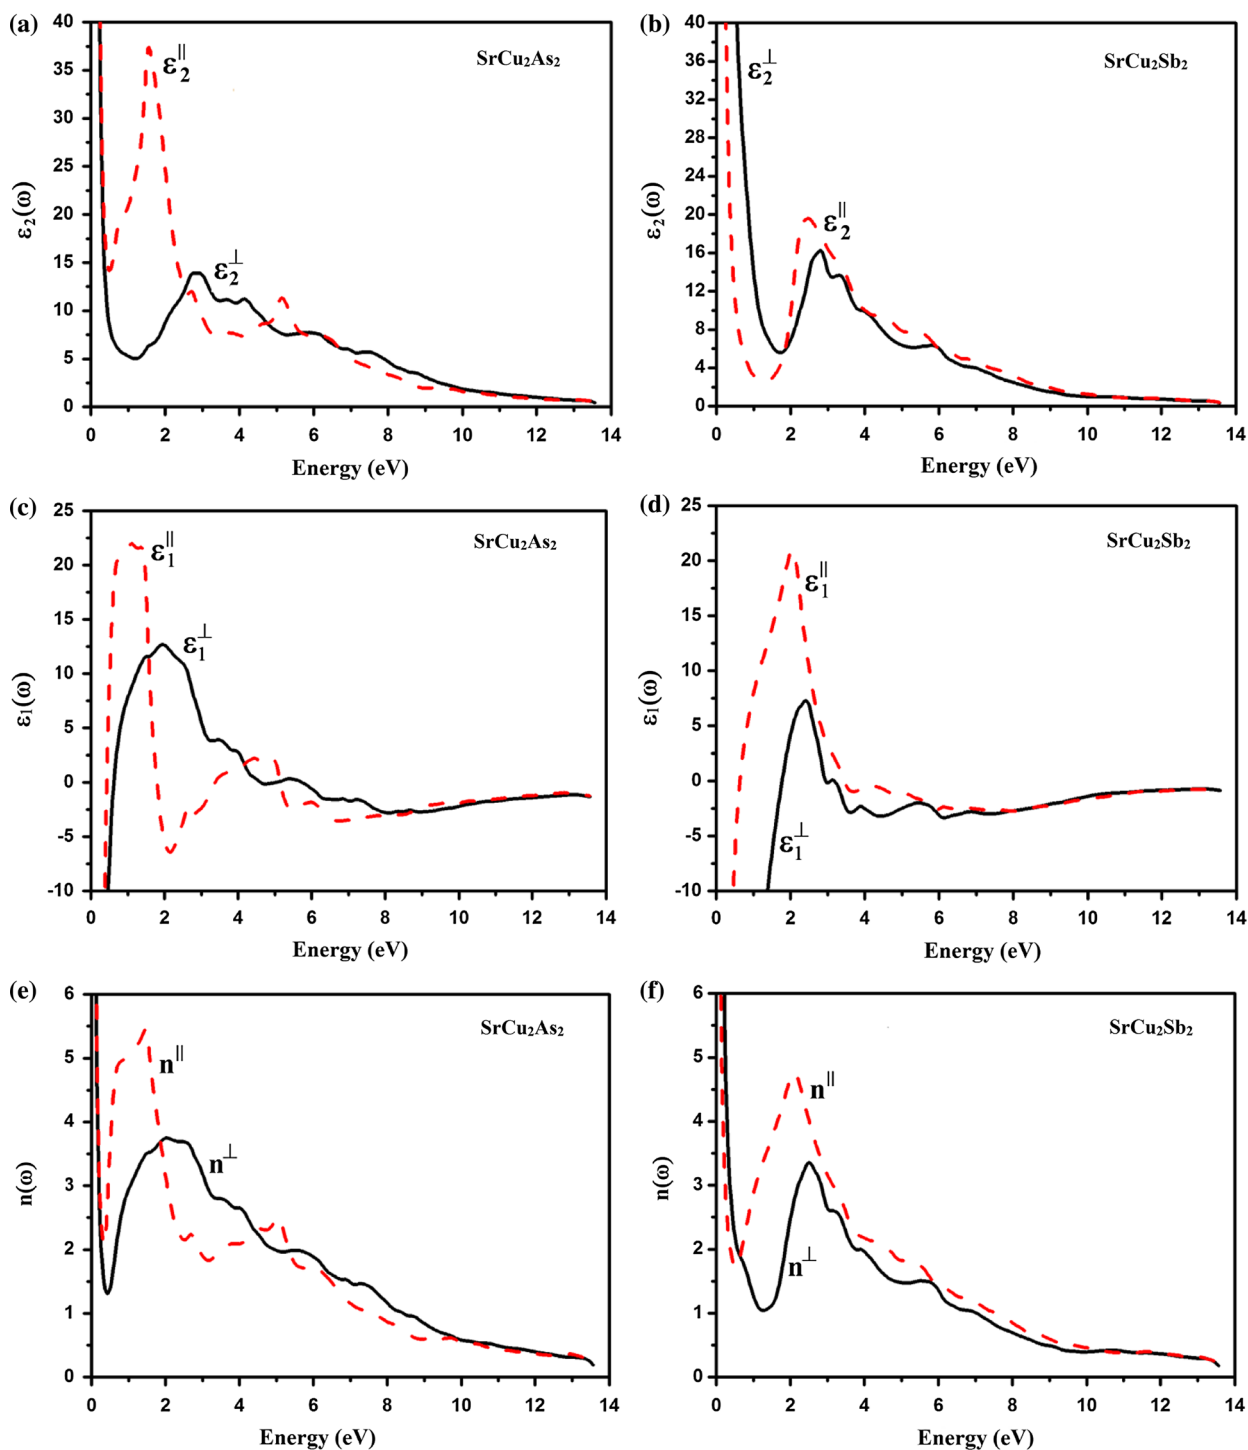 (a)
SrCu₂As₂
ε₂^∥
ε₂^⊥
ε₂(ω)
40
35
30
25
20
15
10
5
0
0 2 4 6 8 10 12 14
Energy (eV)
(b)
SrCu₂Sb₂
ε₂^⊥
ε₂^∥
ε₂(ω)
40
36
32
28
24
20
16
12
8
4
0
0 2 4 6 8 10 12 14
Energy (eV)
(c)
SrCu₂As₂
ε₁^∥
ε₁^⊥
ε₁(ω)
25
20
15
10
5
0
-5
-10
0 2 4 6 8 10 12 14
Energy (eV)
(d)
SrCu₂Sb₂
ε₁^∥
ε₁^⊥
ε₁(ω)
25
20
15
10
5
0
-5
-10
0 2 4 6 8 10 12 14
Energy (eV)
(e)
SrCu₂As₂
n^∥
n^⊥
n(ω)
6
5
4
3
2
1
0
0 2 4 6 8 10 12 14
Energy (eV)
(f)
SrCu₂Sb₂
n^∥
n^⊥
n(ω)
6
5
4
3
2
1
0
0 2 4 6 8 10 12 14
Energy (eV)